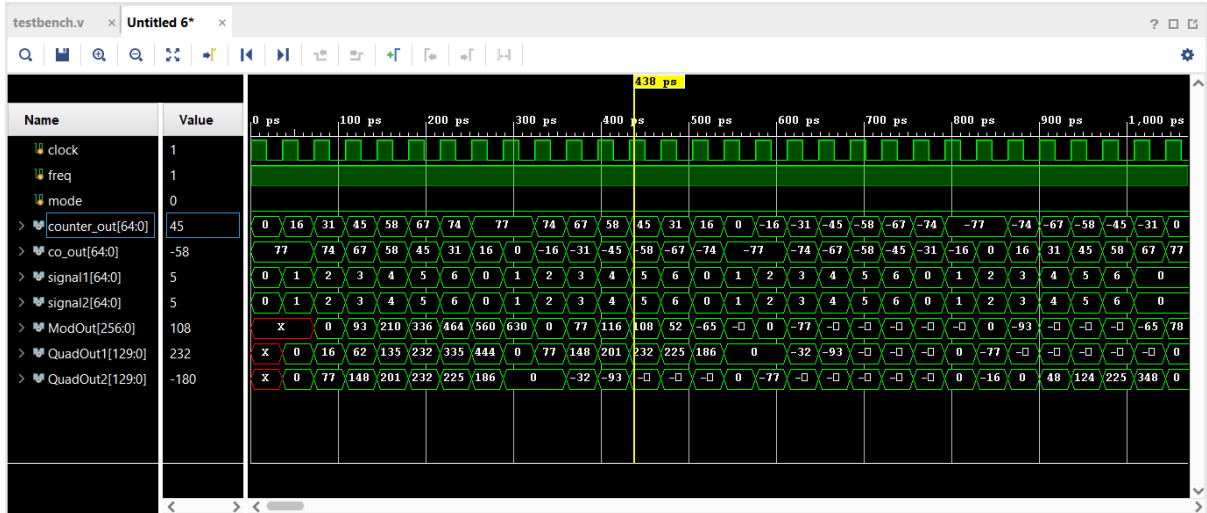 testbench.v × Untitled 6* × ?
438 ps
Name Value 0 ps 100 ps 200 ps 300 ps 400 ps 500 ps 600 ps 700 ps 800 ps 900 ps 1,000 ps
clock 1
freq 1
mode 0
counter_out[64:0] 45 0 16 31 45 58 67 74 77 74 67 58 45 31 16 0 -16 -31 -45 -58 -67 -74 -77 -74 -67 -58 -45 -31 0
co_out[64:0] -58 77 74 67 58 45 31 16 0 -16 -31 -45 -58 -67 -74 -77 -74 -67 -58 -45 -31 -16 0 16 31 45 58 67 77
signal1[64:0] 5 0 1 2 3 4 5 6 0 1 2 3 4 5 6 0 1 2 3 4 5 6 0 1 2 3 4 5 6 0
signal2[64:0] 5 0 1 2 3 4 5 6 0 1 2 3 4 5 6 0 1 2 3 4 5 6 0 1 2 3 4 5 6 0
ModOut[256:0] 108 X 0 93 210 336 464 560 630 0 77 116 108 52 -65 -□ 0 -77 -□ -□ -□ -□ -□ 0 -93 -□ -□ -□ -65 78
QuadOut1[129:0] 232 X 0 16 62 135 232 335 444 0 77 148 201 232 225 186 0 -32 -93 -□ -□ -□ -□ 0 -77 -□ -□ -□ -□ -□ 0
QuadOut2[129:0] -180 X 0 77 148 201 232 225 186 0 -32 -93 -□ -□ -□ 0 -77 -□ -□ -□ -□ -□ 0 -16 0 48 124 225 348 0